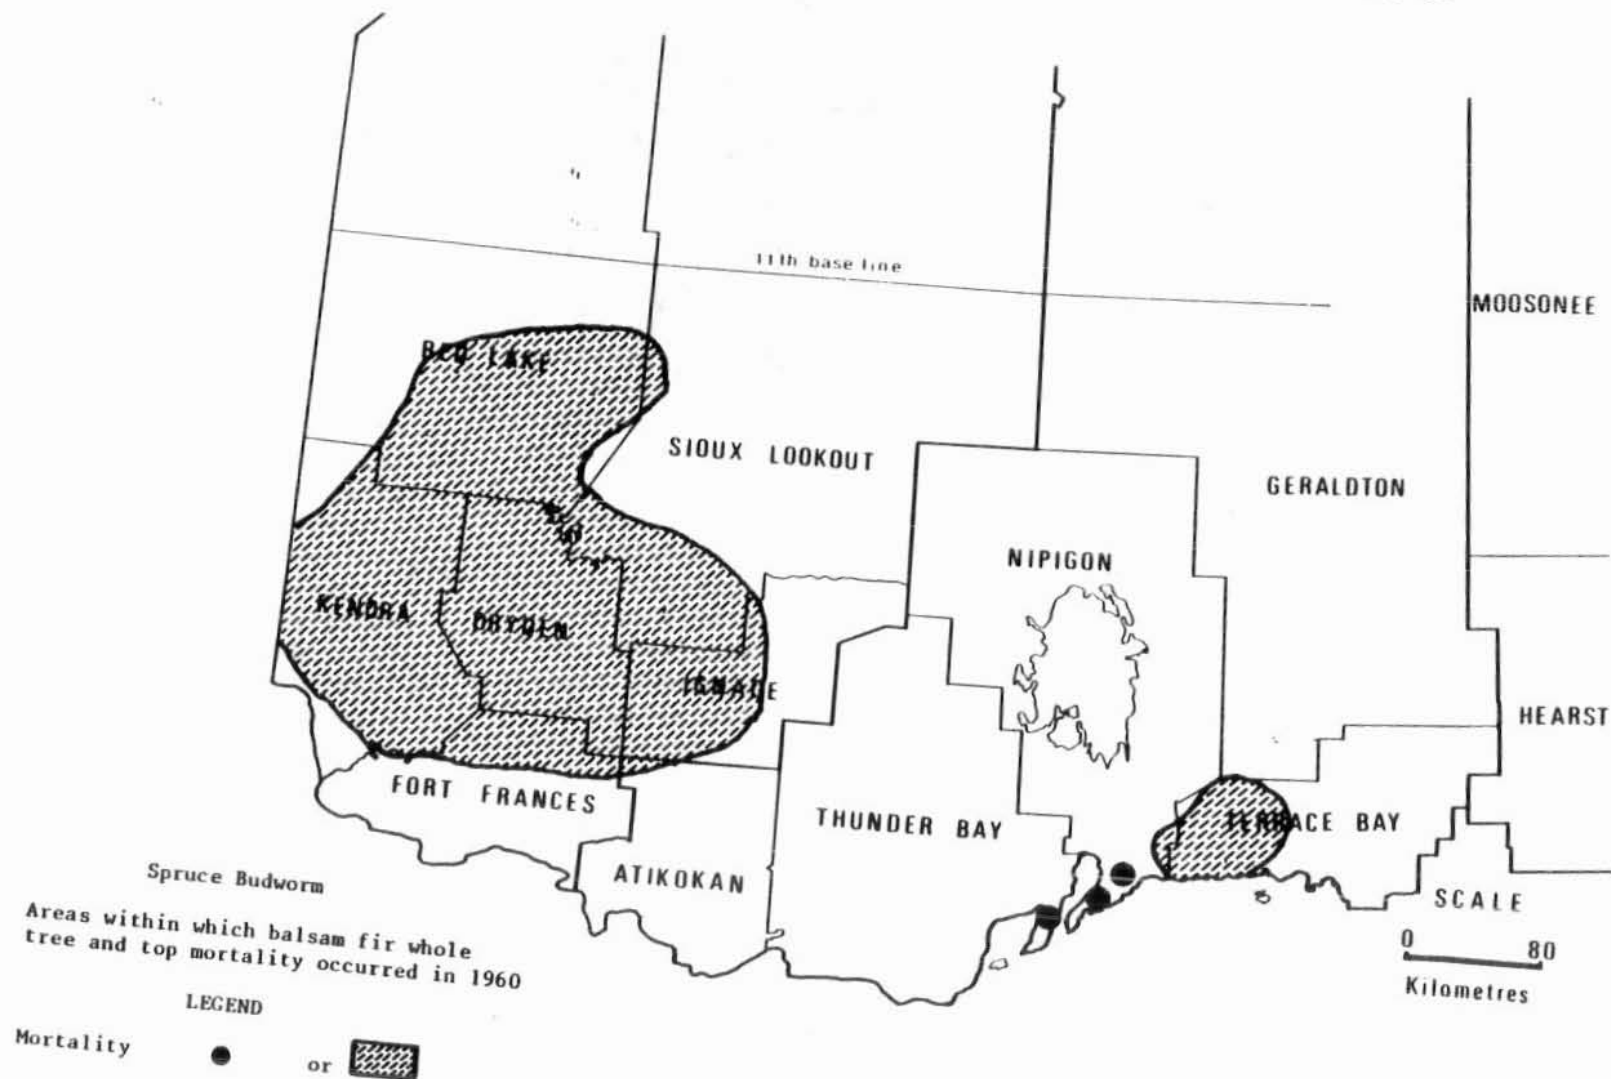 11th base line
MOOSONEE
RED LAKE
SIOUX LOOKOUT
GERALDTON
NIPIGON
KENORA
DRYDEN
IGNACE
HEARST
FORT FRANCES
THUNDER BAY
TERRACE BAY
ATIKOKAN
SCALE
0 80
Kilometres
Spruce Budworm
Areas within which balsam fir whole
tree and top mortality occurred in 1960
LEGEND
Mortality or